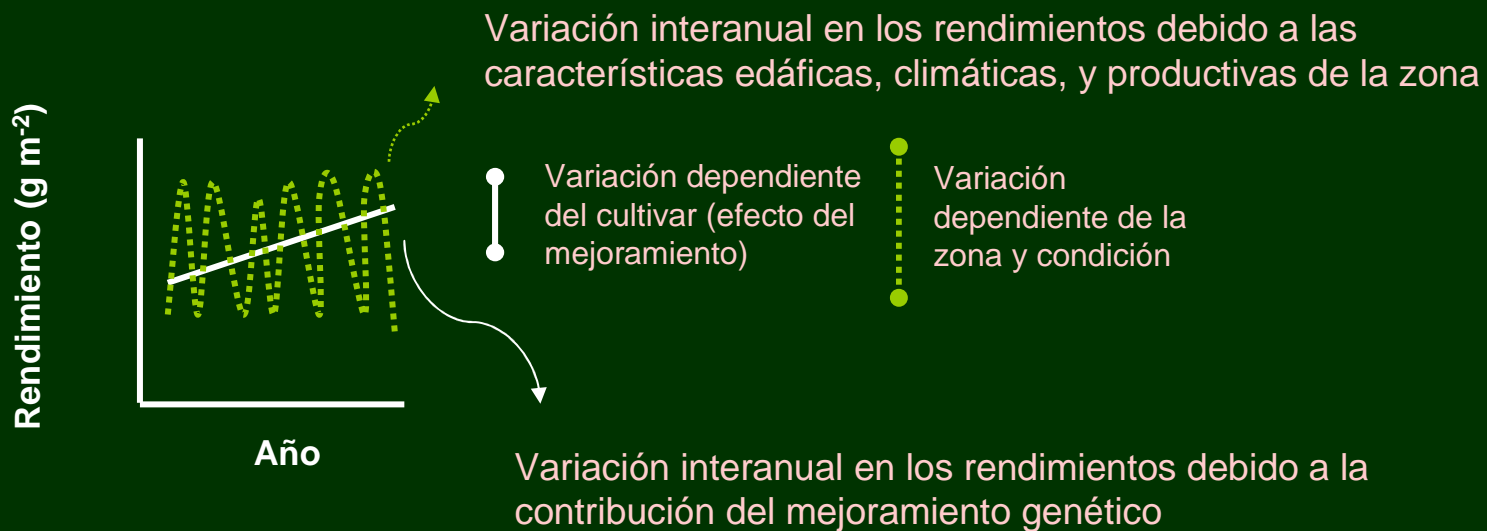 Variación interanual en los rendimientos debido a las
características edáficas, climáticas, y productivas de la zona
Rendimiento (g m⁻²)
Variación dependiente
del cultivar (efecto del
mejoramiento)
Variación
dependiente de la
zona y condición
Año
Variación interanual en los rendimientos debido a la
contribución del mejoramiento genético